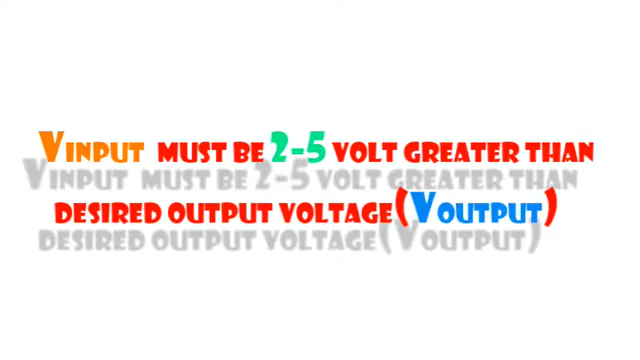 VINPUT MUST BE 2-5 VOLT GREATER THAN
DESIRED OUTPUT VOLTAGE(VOUTPUT)